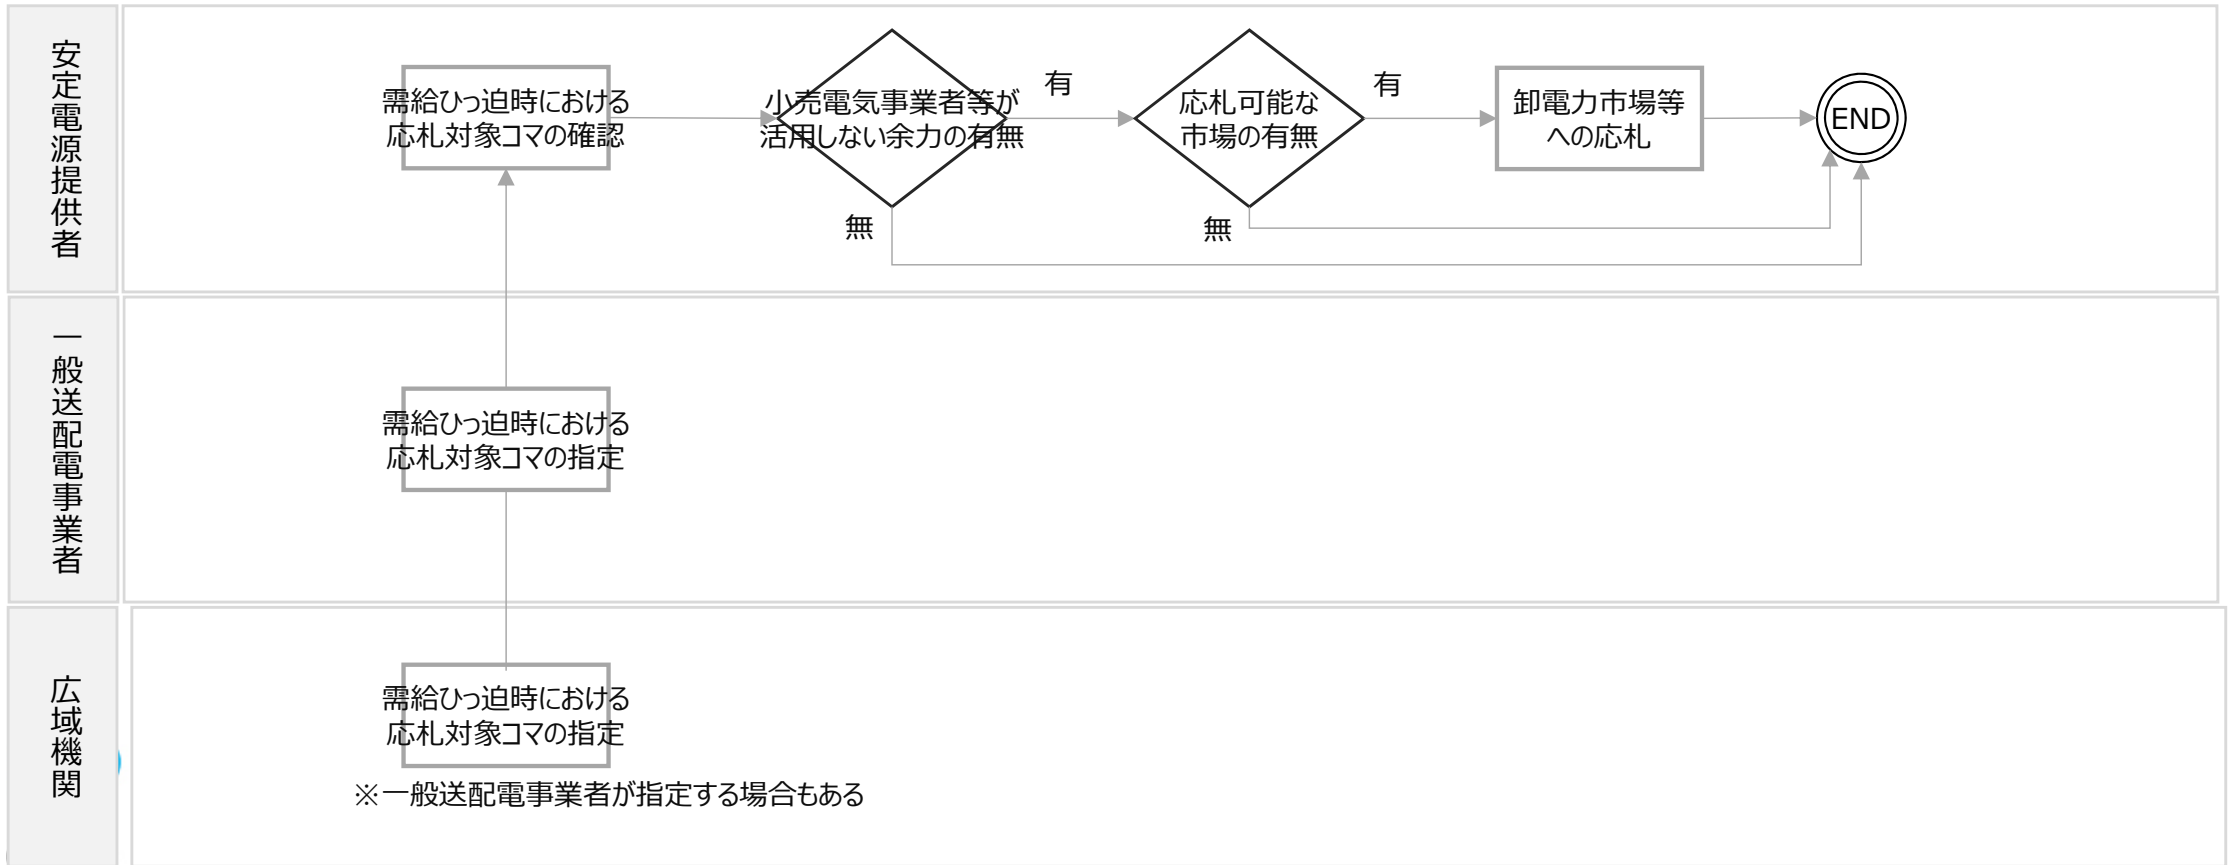 安定電源提供者
需給ひっ迫時における
応札対象コマの確認
小売電気事業者等が
活用しない余力の有無
有
無
応札可能な
市場の有無
有
無
卸電力市場等
への応札
END
一般送配電事業者
需給ひっ迫時における
応札対象コマの指定
広域機関
需給ひっ迫時における
応札対象コマの指定
※一般送配電事業者が指定する場合もある